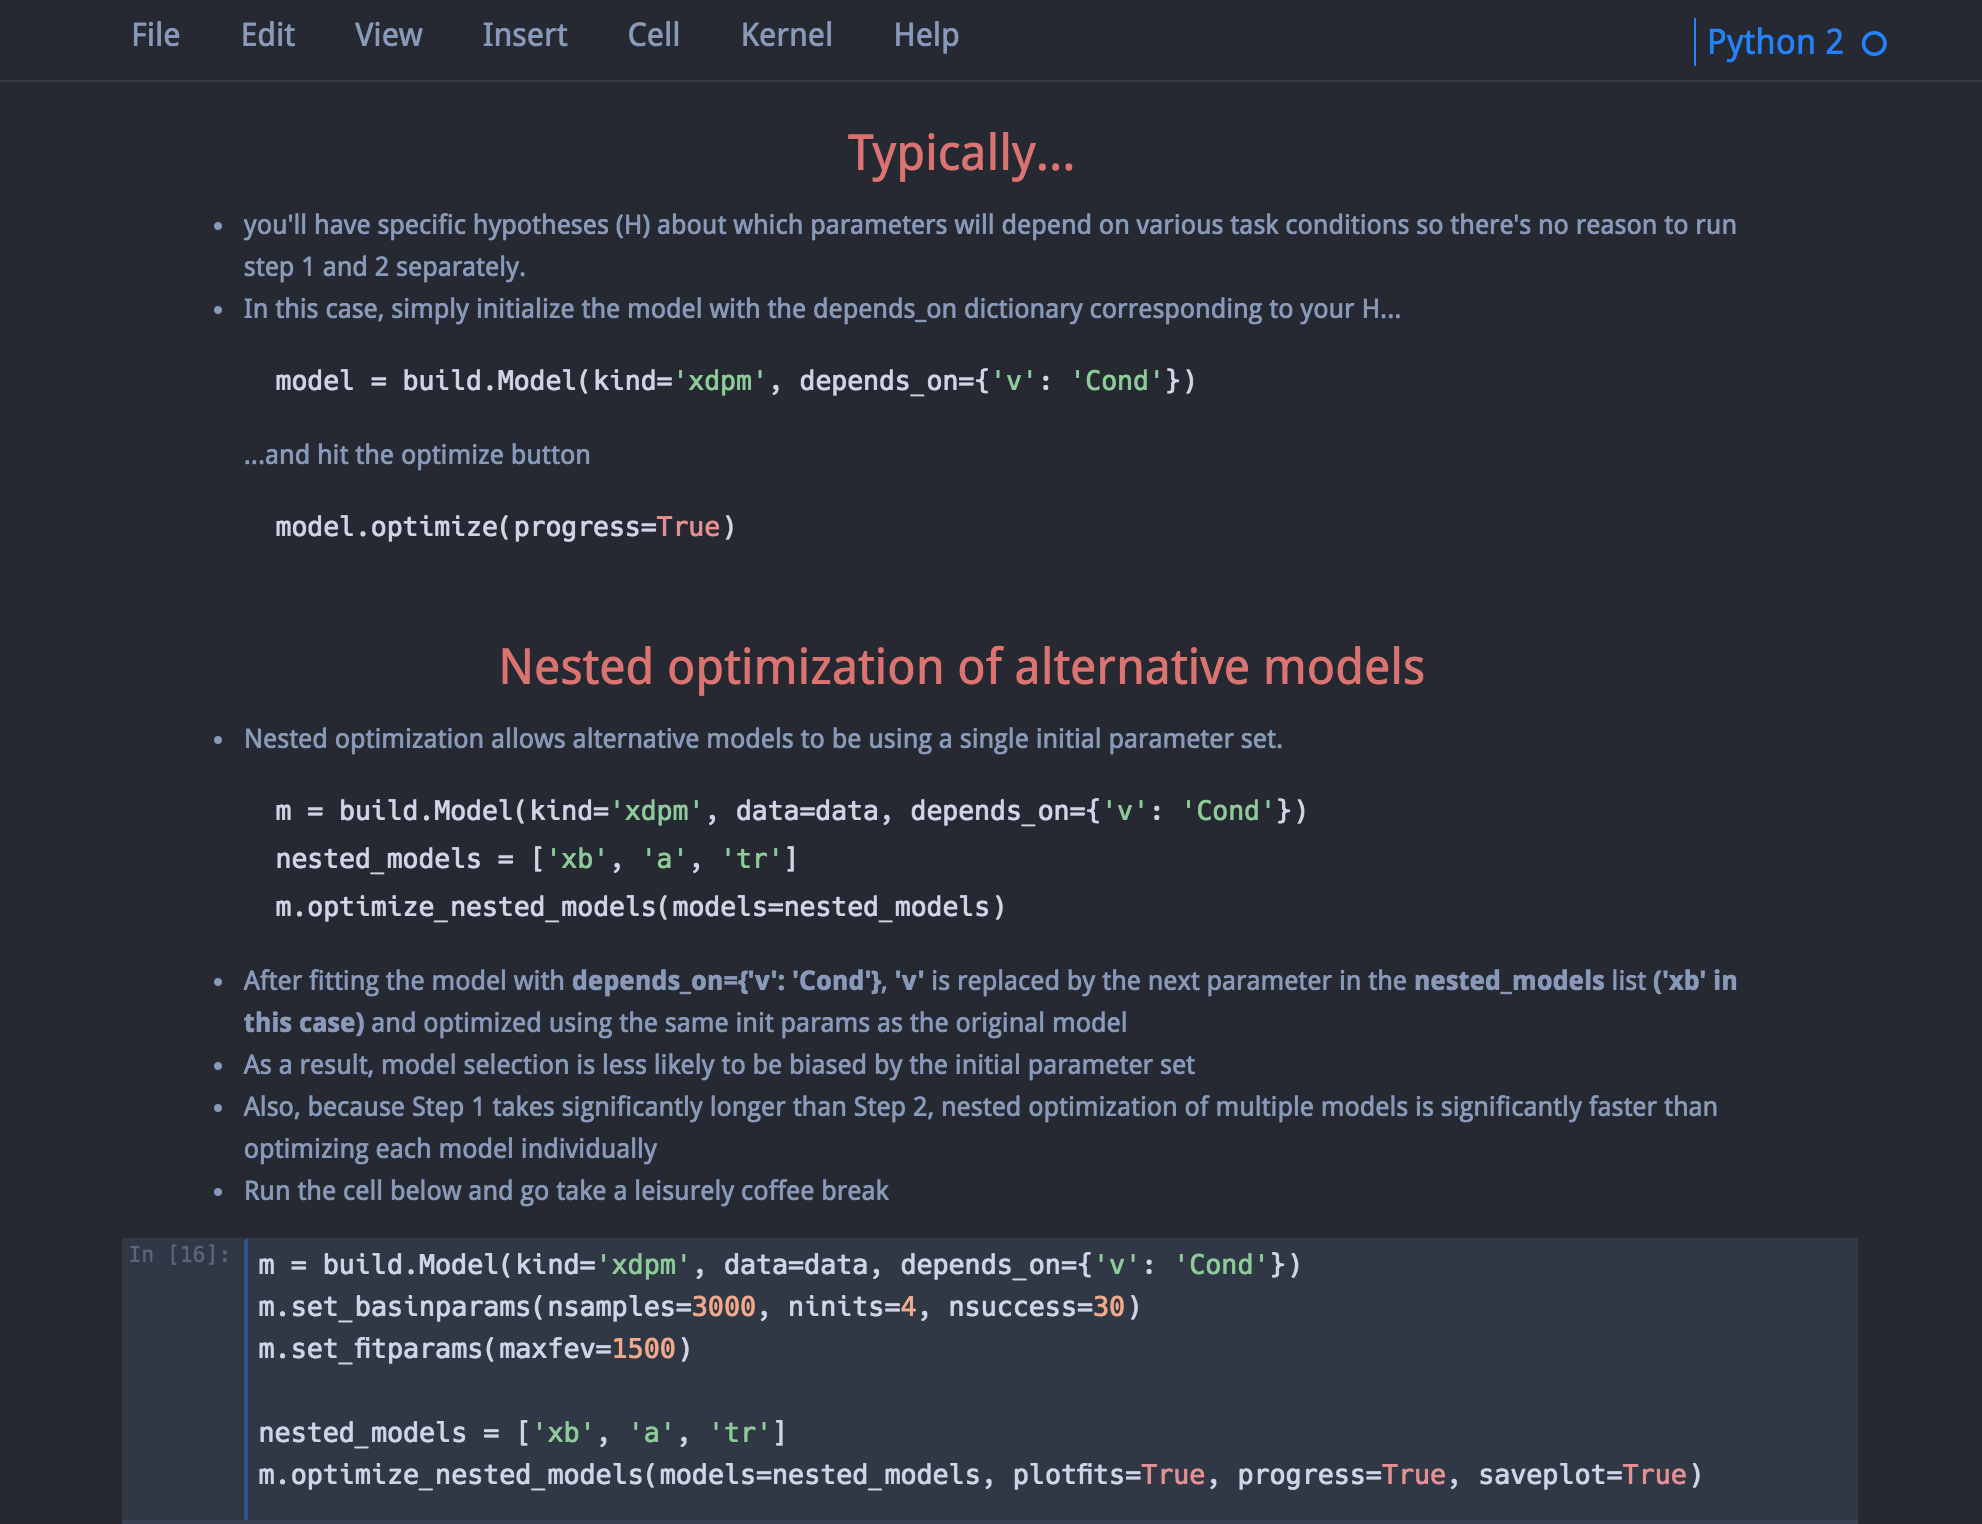 File Edit View Insert Cell Kernel Help Python 2
Typically...
you'll have specific hypotheses (H) about which parameters will depend on various task conditions so there's no reason to run
step 1 and 2 separately.
In this case, simply initialize the model with the depends_on dictionary corresponding to your H...
model = build.Model(kind='xdpm', depends_on={'v': 'Cond'})
...and hit the optimize button
model.optimize(progress=True)
Nested optimization of alternative models
Nested optimization allows alternative models to be using a single initial parameter set.
m = build.Model(kind='xdpm', data=data, depends_on={'v': 'Cond'})
nested_models = ['xb', 'a', 'tr']
m.optimize_nested_models(models=nested_models)
After fitting the model with depends_on={'v': 'Cond'}, 'v' is replaced by the next parameter in the nested_models list ('xb' in
this case) and optimized using the same init params as the original model
As a result, model selection is less likely to be biased by the initial parameter set
Also, because Step 1 takes significantly longer than Step 2, nested optimization of multiple models is significantly faster than
optimizing each model individually
Run the cell below and go take a leisurely coffee break
In [16]: m = build.Model(kind='xdpm', data=data, depends_on={'v': 'Cond'})
m.set_basinparams(nsamples=3000, ninits=4, nsuccess=30)
m.set_fitparams(maxfev=1500)
nested_models = ['xb', 'a', 'tr']
m.optimize_nested_models(models=nested_models, plotfits=True, progress=True, saveplot=True)